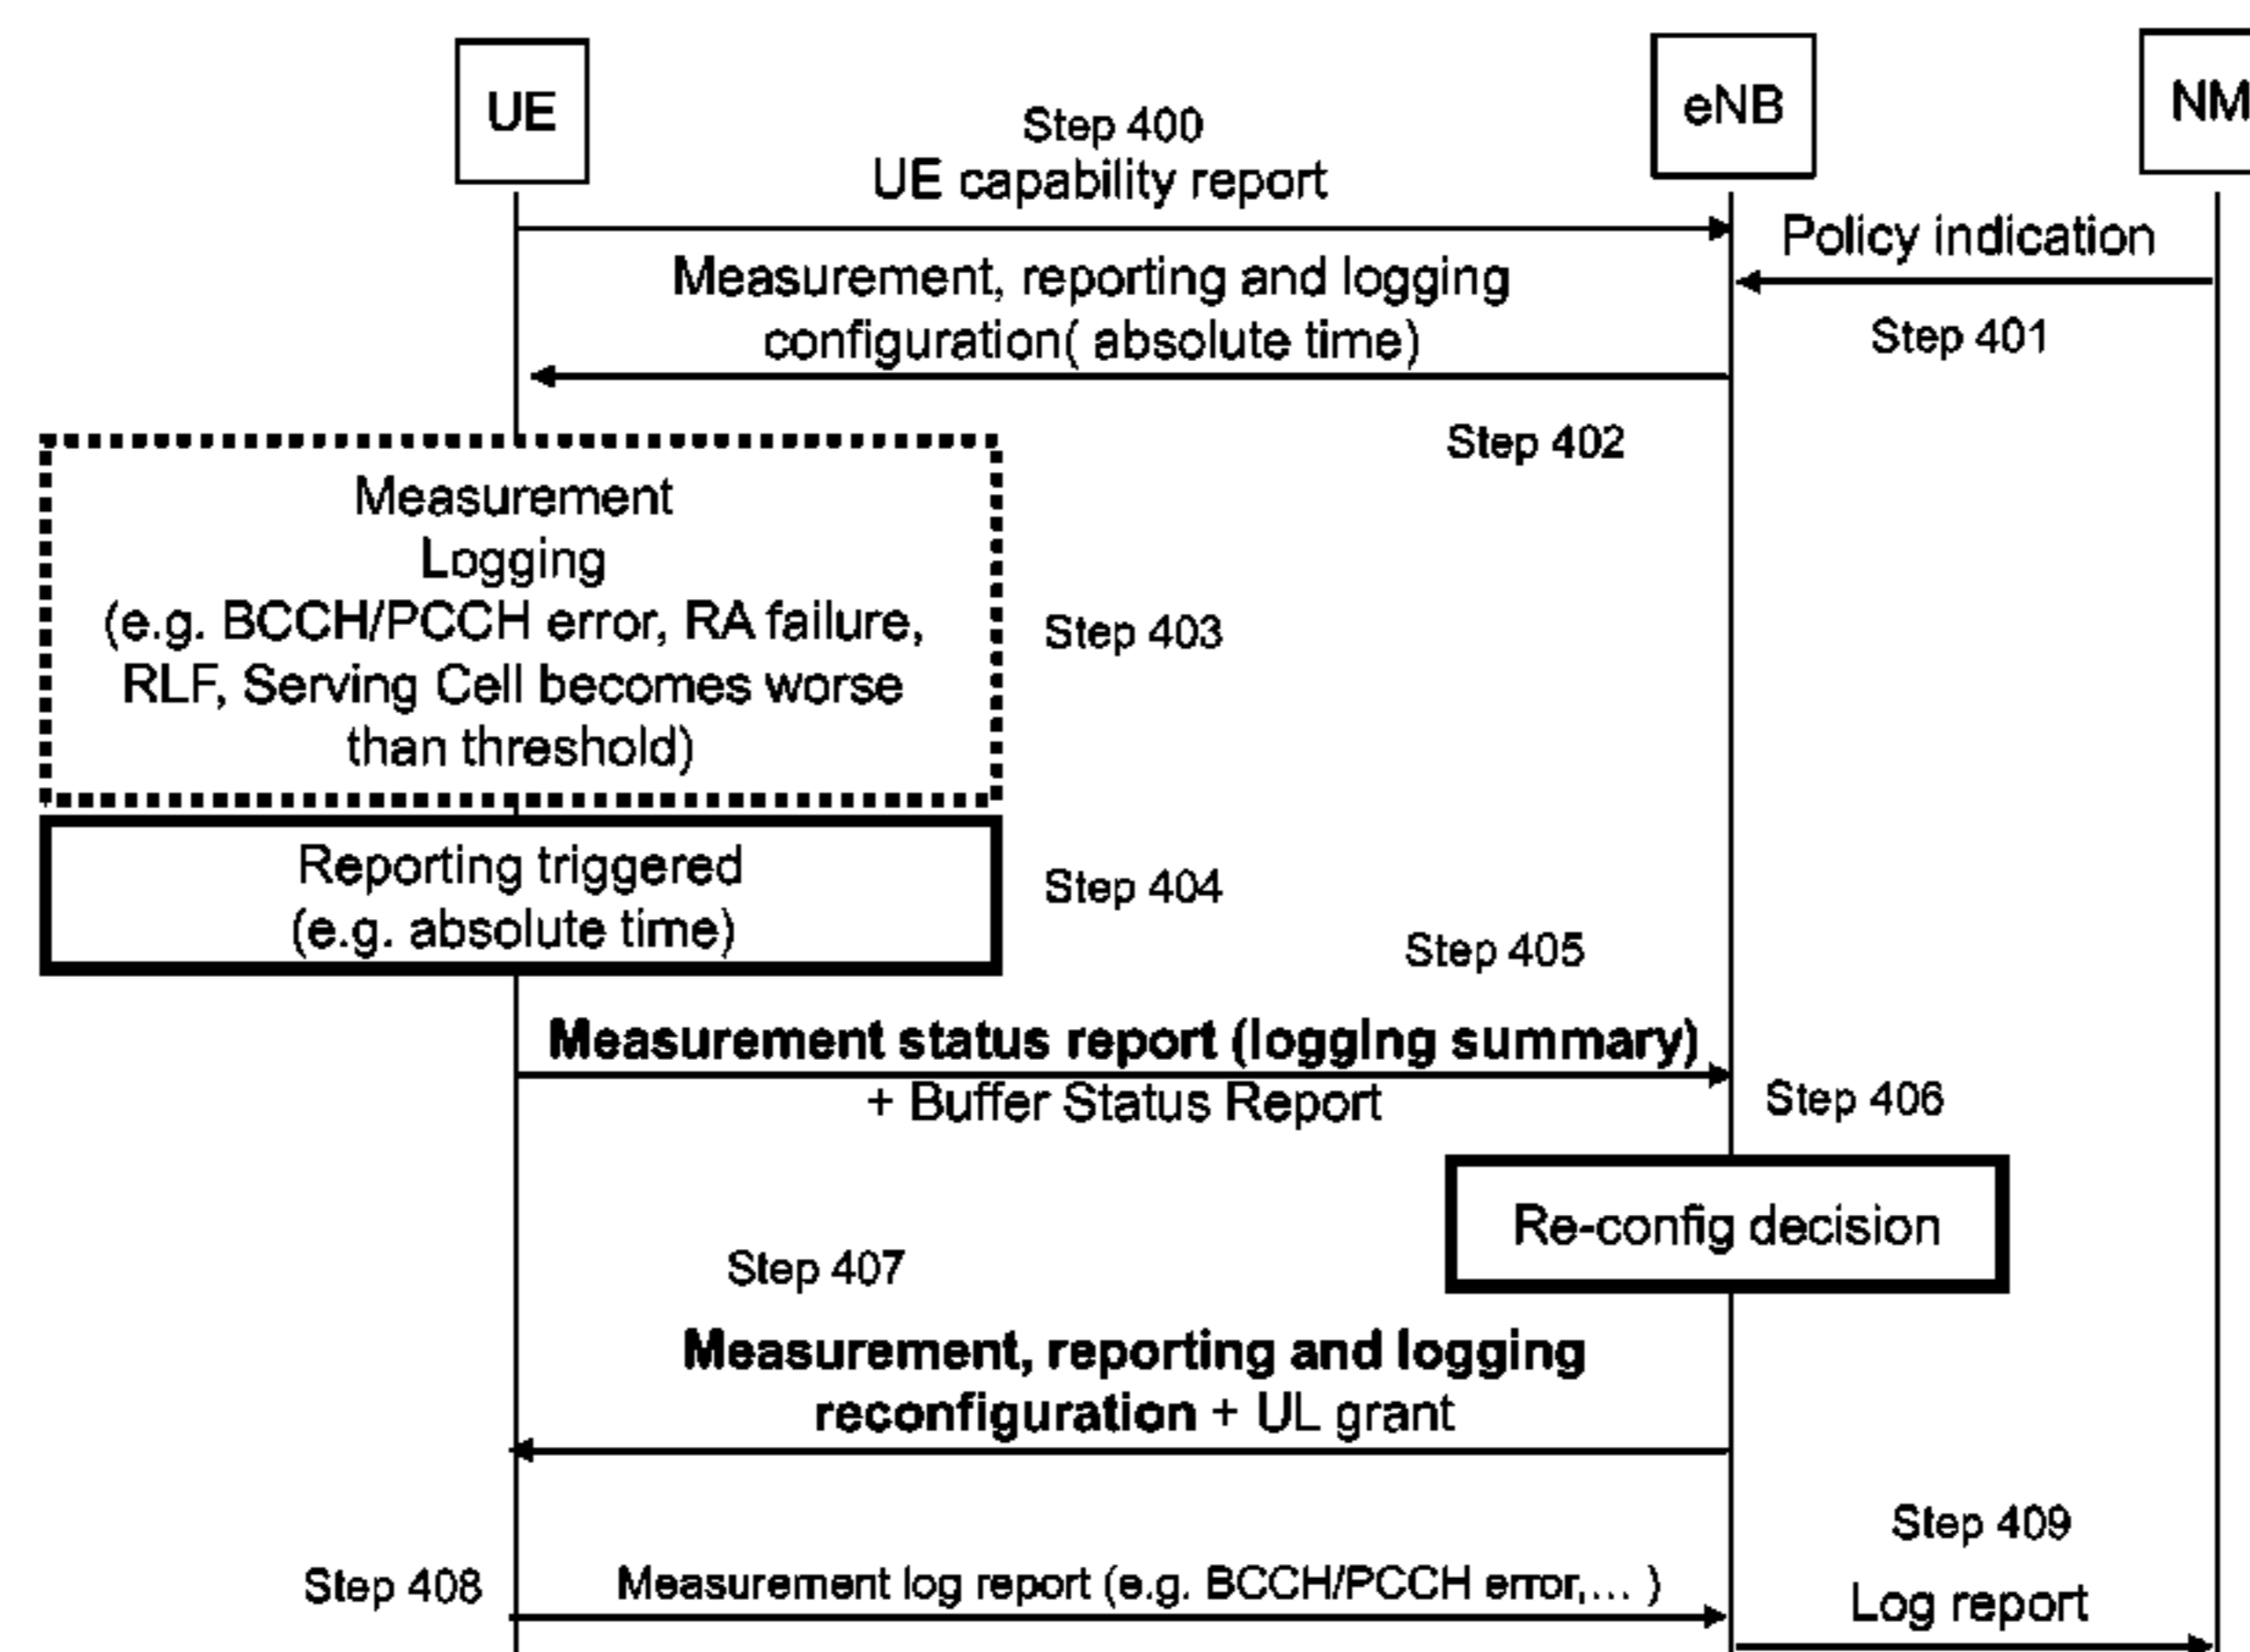 UE
eNB
NM
Step 400
UE capability report
Policy indication
Measurement, reporting and logging
configuration( absolute time)
Step 401
Step 402
Measurement
Logging
(e.g. BCCH/PCCH error, RA failure,
RLF, Serving Cell becomes worse
than threshold)
Step 403
Reporting triggered
(e.g. absolute time)
Step 404
Step 405
Measurement status report (logging summary)
+ Buffer Status Report
Step 406
Re-config decision
Step 407
Measurement, reporting and logging
reconfiguration + UL grant
Step 409
Step 408
Measurement log report (e.g. BCCH/PCCH error,... )
Log report